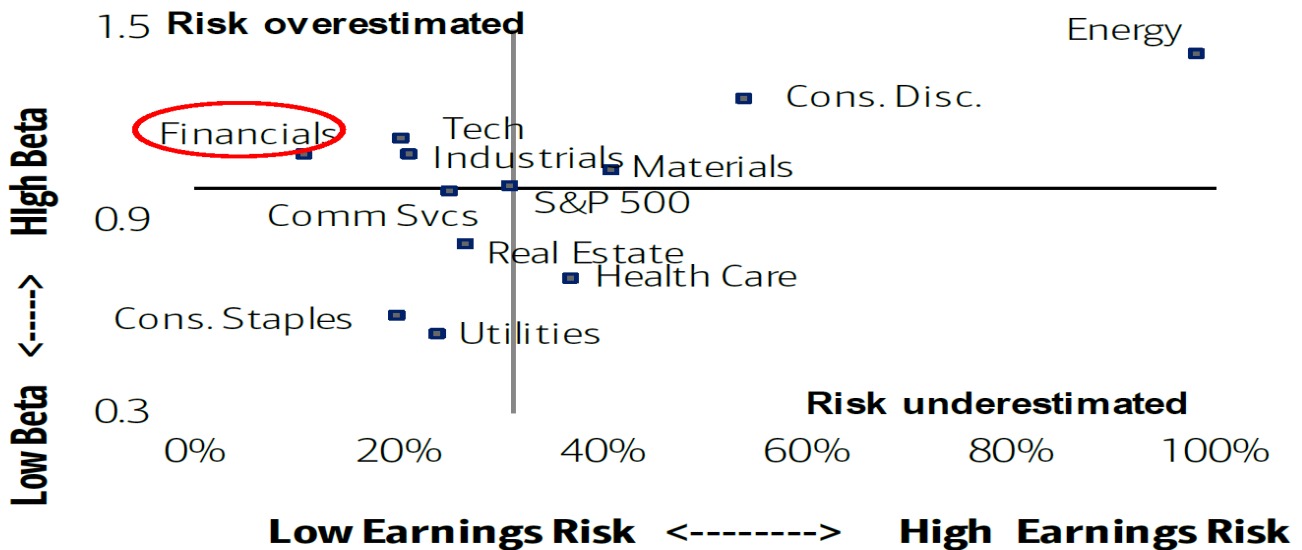 1.5 Risk overestimated
Energy
Cons. Disc.
Financials
Tech
Industrials
Materials
High Beta
0.9
S&P 500
Comm Svcs
Real Estate
Health Care
<----->
Cons. Staples
Utilities
Low Beta
0.3
Risk underestimated
0% 20% 40% 60% 80% 100%
Low Earnings Risk <--------> High Earnings Risk